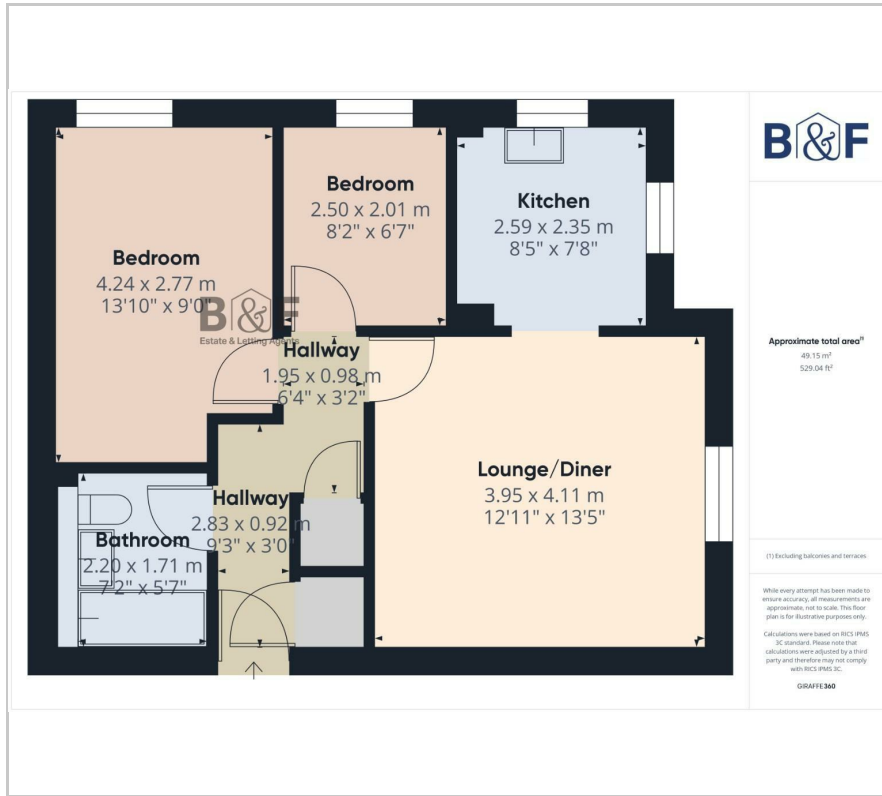 Bedroom
4.24 x 2.77 m
13'10" x 9'0"
Bedroom
2.50 x 2.01 m
8'2" x 6'7"
Kitchen
2.59 x 2.35 m
8'5" x 7'8"
B&F
Estate & Letting Agents
Hallway
1.95 x 0.98 m
6'4" x 3'2"
Lounge/Diner
3.95 x 4.11 m
12'11" x 13'5"
Hallway
2.83 x 0.92 m
9'3" x 3'0"
Bathroom
2.20 x 1.71 m
7'2" x 5'7"
B&F
Approximate total area⁽¹⁾
49.15 m²
529.04 ft²
(1) Excluding balconies and terraces
While every attempt has been made to
ensure accuracy, all measurements are
approximate, not to scale. This floor
plan is for illustrative purposes only.
Calculations were based on RICS IPMS
3C standard. Please note that
calculations were adjusted by a third
party and therefore may not comply
with RICS IPMS 3C.
GIRAFFE360